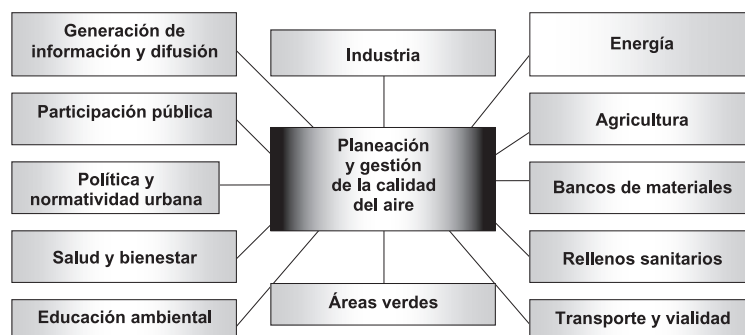 Generación de
información y difusión
Participación pública
Política y
normatividad urbana
Salud y bienestar
Educación ambiental
Industria
Planeación
y gestión
de la calidad
del aire
Áreas verdes
Energía
Agricultura
Bancos de materiales
Rellenos sanitarios
Transporte y vialidad